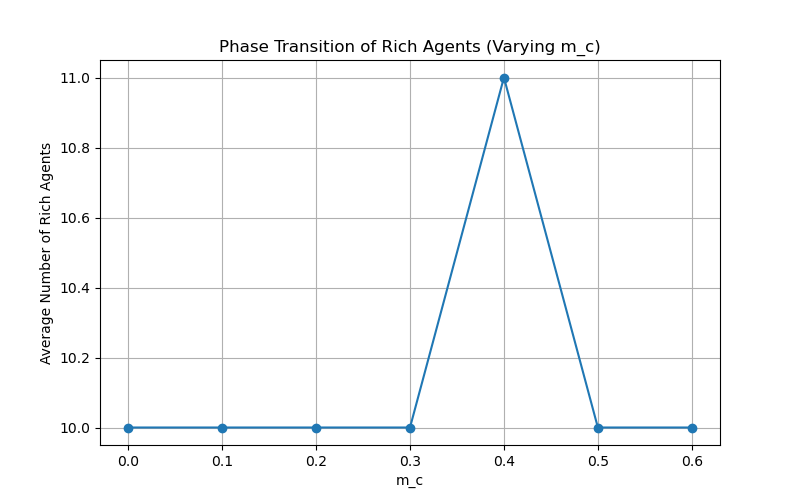 Phase Transition of Rich Agents (Varying m_c)
Average Number of Rich Agents
11.0
10.8
10.6
10.4
10.2
10.0
0.0 0.1 0.2 0.3 0.4 0.5 0.6
m_c